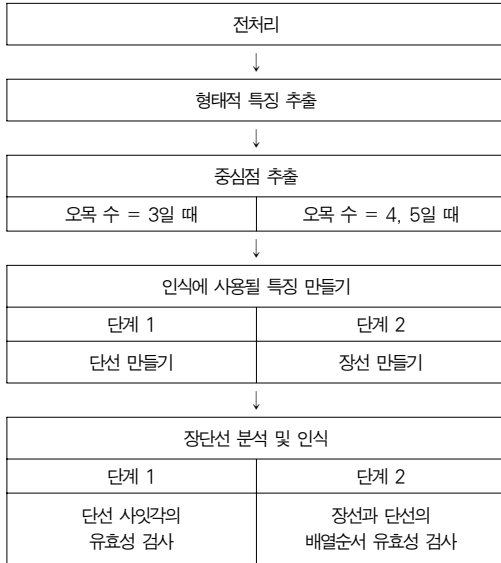 전처리
↓
형태적 특징 추출
↓
중심점 추출
오목 수 = 3일 때
오목 수 = 4, 5일 때
↓
인식에 사용될 특징 만들기
단계 1
단계 2
단선 만들기
장선 만들기
↓
장단선 분석 및 인식
단계 1
단계 2
단선 사잇각의
유효성 검사
장선과 단선의
배열순서 유효성 검사